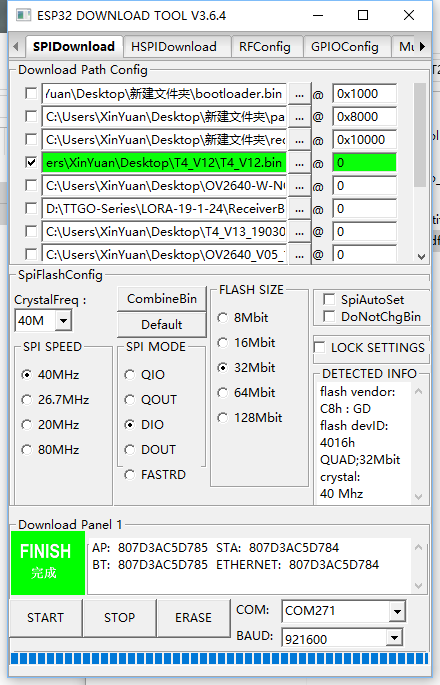 ESP32 DOWNLOAD TOOL V3.6.4
SPIDownload HSPIDownload RFConfig GPIOConfig Mu
Download Path Config
\Desktop\新建文件夹\bootloader.bin ... @ 0x1000
C:\Users\XinYuan\Desktop\新建文件夹\pa ... @ 0x8000
C:\Users\XinYuan\Desktop\新建文件夹\rec ... @ 0x10000
ers\XinYuan\Desktop\T4_V12\T4_V12.bin ... @ 0
C:\Users\XinYuan\Desktop\OV2640-W-NO ... @ 0
D:\TTGO-Series\LORA-19-1-24\ReceiverB ... @ 0
C:\Users\XinYuan\Desktop\T4_V13_19030 ... @ 0
C:\Users\XinYuan\Desktop\OV2640_V05_ ... @ 0
SpiFlashConfig
CrystalFreq :
40M
CombineBin
Default
SPI SPEED
40MHz
26.7MHz
20MHz
80MHz
SPI MODE
QIO
QOUT
DIO
DOUT
FASTRD
FLASH SIZE
8Mbit
16Mbit
32Mbit
64Mbit
128Mbit
SpiAutoSet
DoNotChgBin
LOCK SETTINGS
DETECTED INFO
flash vendor:
C8h : GD
flash devID:
4016h
QUAD;32Mbit
crystal:
40 Mhz
Download Panel 1
FINISH
完成
AP: 807D3AC5D785 STA: 807D3AC5D784
BT: 807D3AC5D785 ETHERNET: 807D3AC5D784
START STOP ERASE
COM: COM271
BAUD: 921600